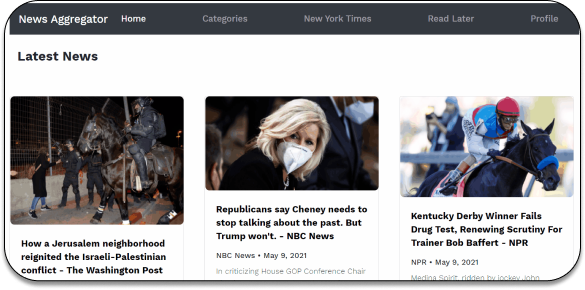 News Aggregator Home Categories New York Times Read Later Profile
Latest News
How a Jerusalem neighborhood
reignited the Israeli-Palestinian
conflict - The Washington Post
Republicans say Cheney needs to
stop talking about the past. But
Trump won't. - NBC News
NBC News • May 9, 2021
In criticizing House GOP Conference Chair
Kentucky Derby Winner Fails
Drug Test, Renewing Scrutiny For
Trainer Bob Baffert - NPR
NPR • May 9, 2021
Medina Spirit, ridden by jockey John